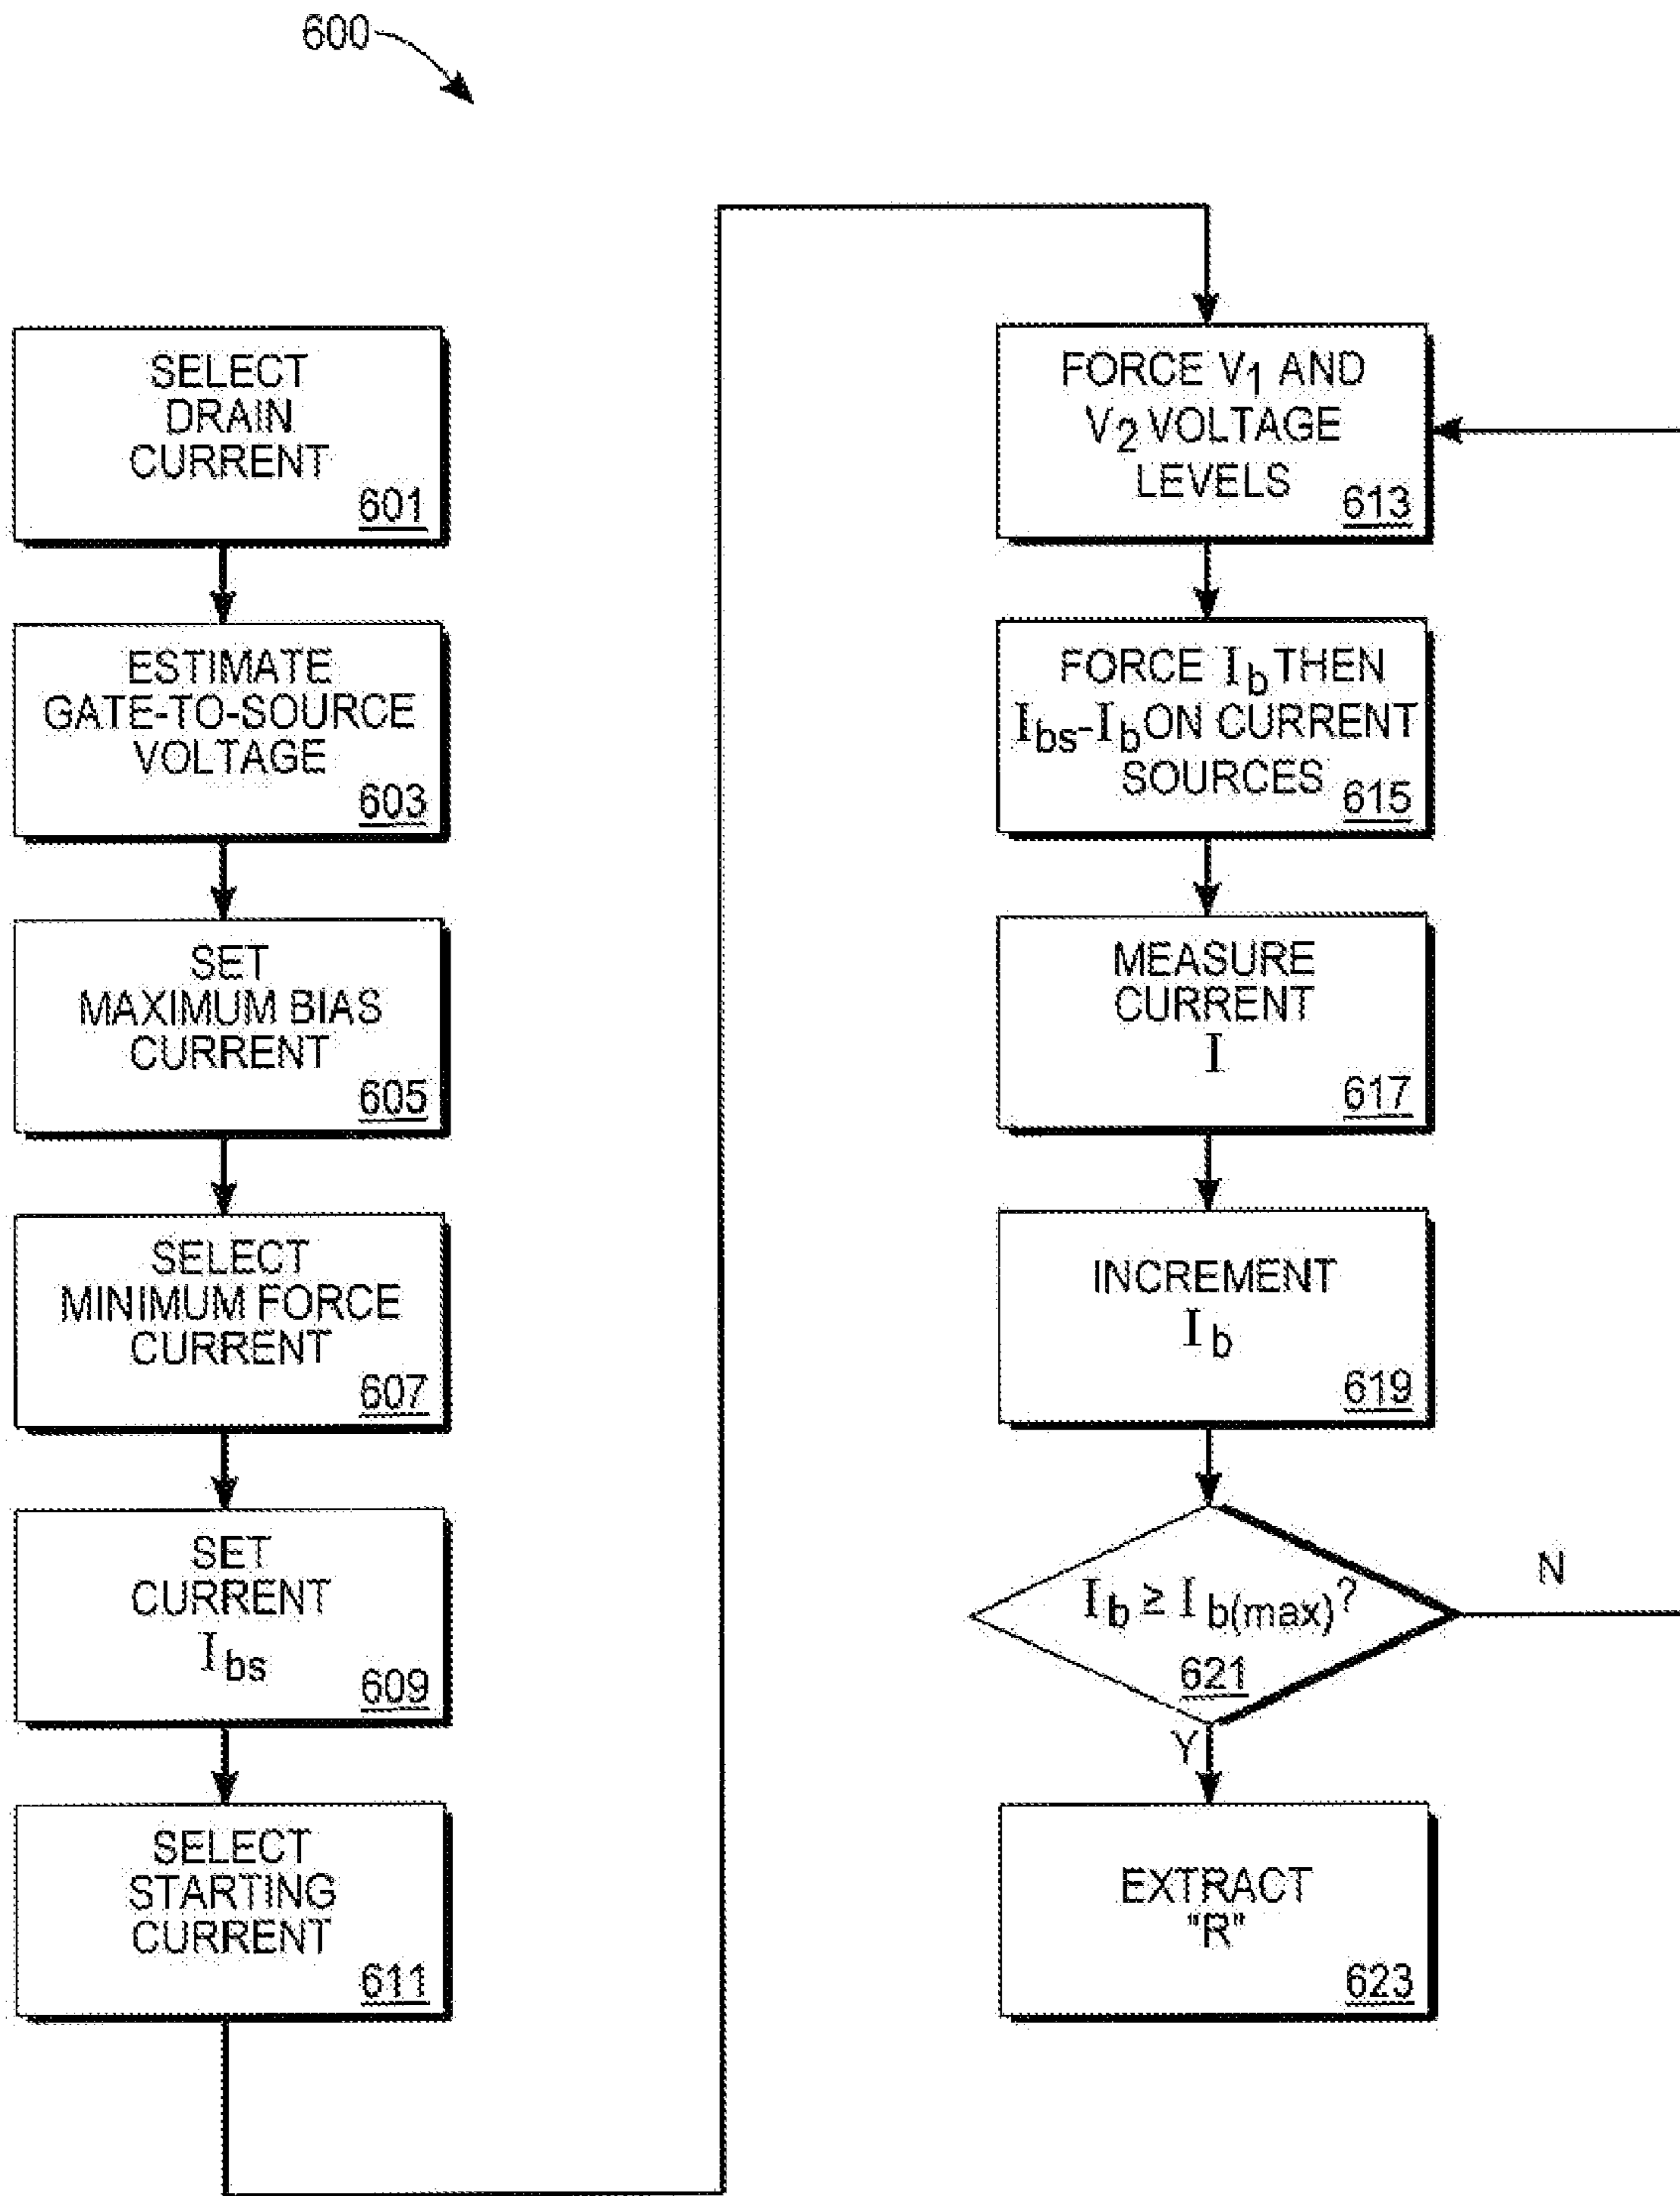 600
SELECT
DRAIN
CURRENT
601
ESTIMATE
GATE-TO-SOURCE
VOLTAGE
603
SET
MAXIMUM BIAS
CURRENT
605
SELECT
MINIMUM FORCE
CURRENT
607
SET
CURRENT
I bs
609
SELECT
STARTING
CURRENT
611
FORCE V1 AND
V2 VOLTAGE
LEVELS
613
FORCE Ib THEN
Ibs-Ib ON CURRENT
SOURCES
615
MEASURE
CURRENT
I
617
INCREMENT
Ib
619
Ib ≥ I b(max)?
621
N
Y
EXTRACT
"R"
623